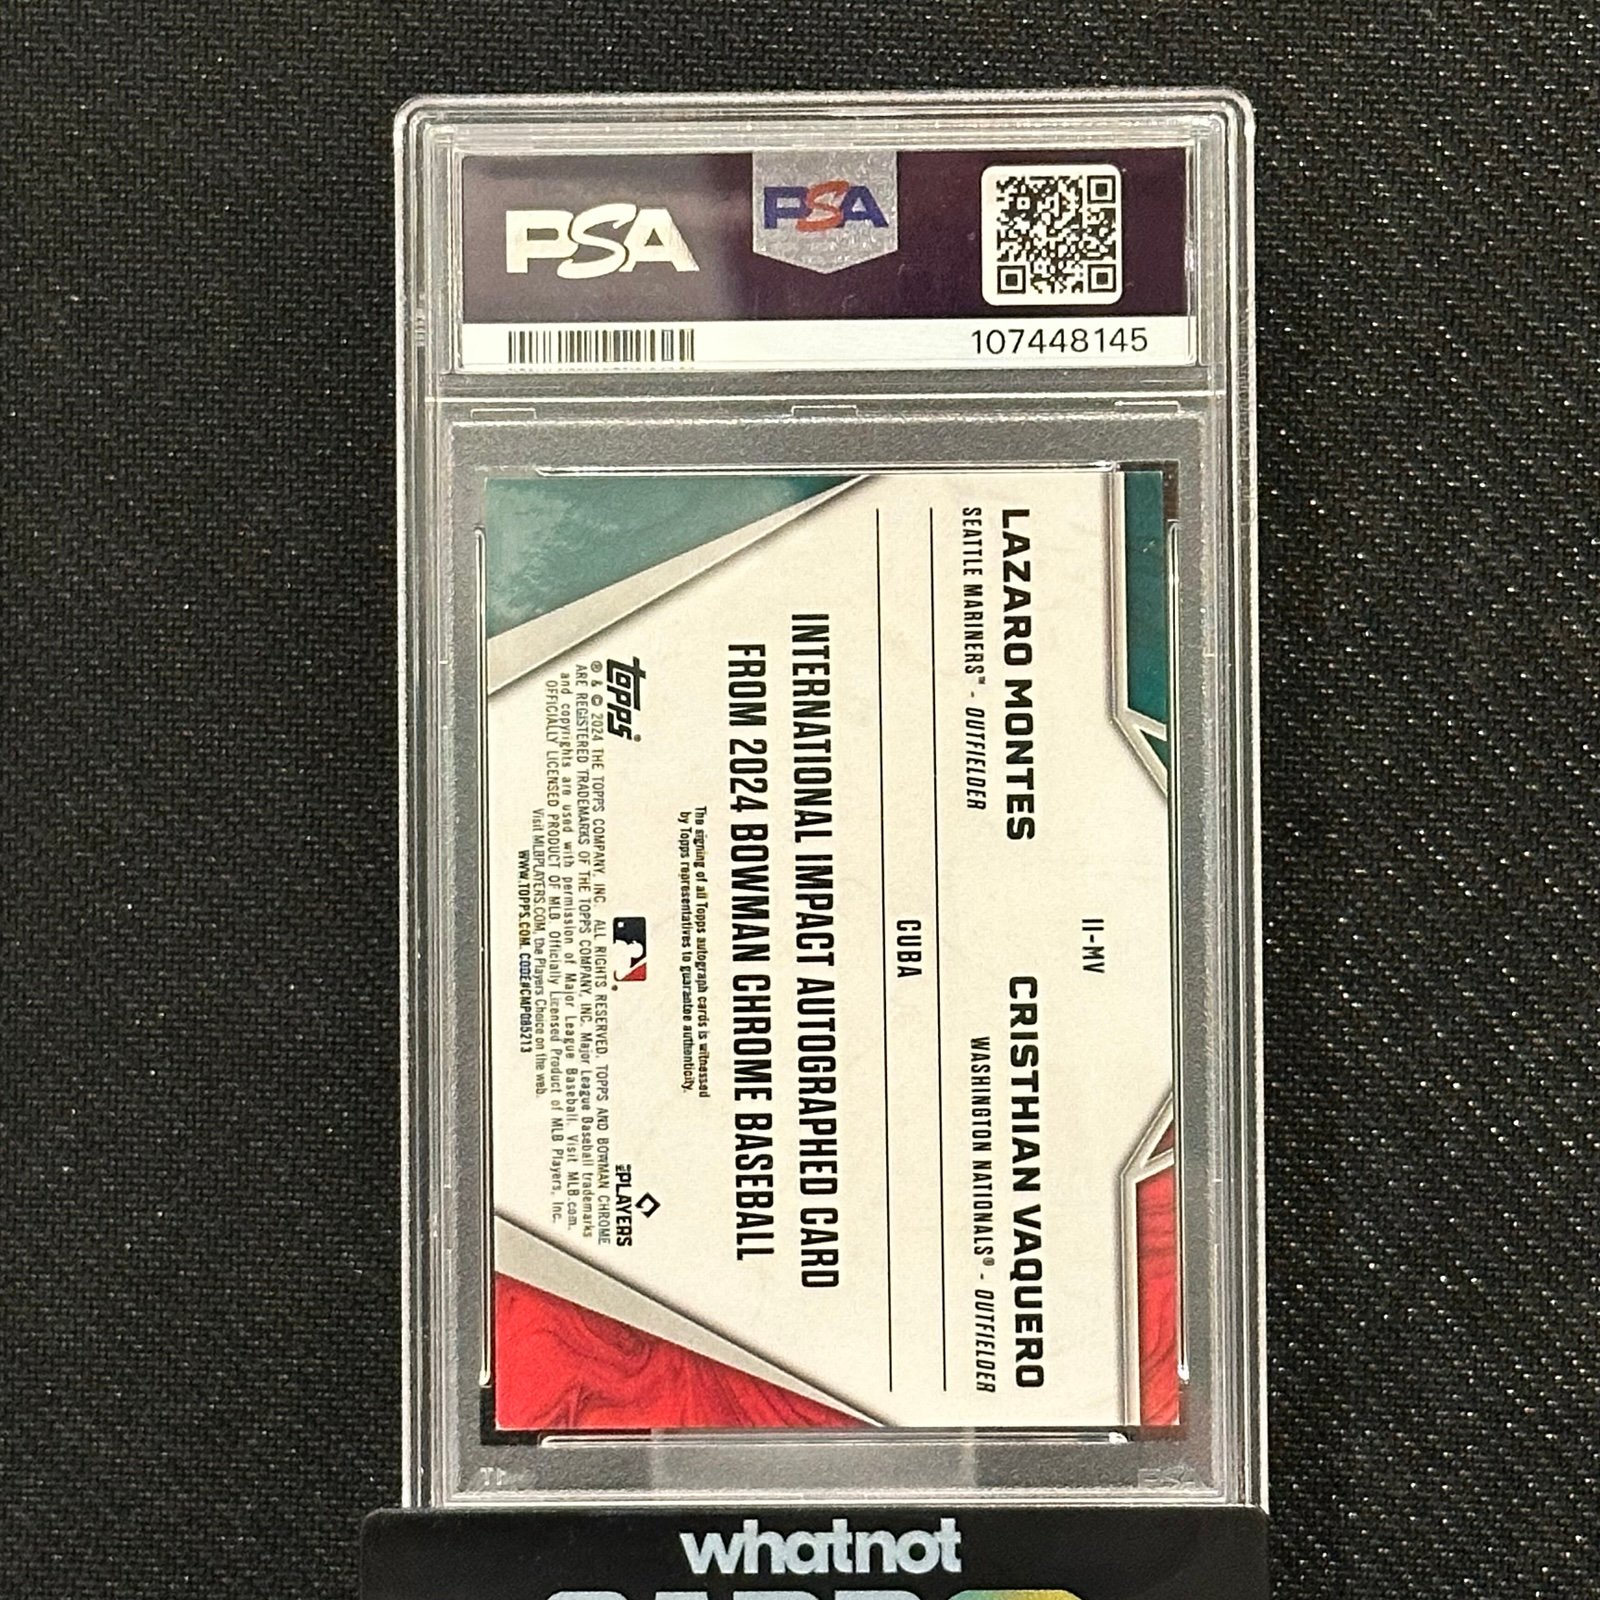 PSA
PSA
107448145
II-MV
LAZARO MONTES
SEATTLE MARINERS™ - OUTFIELDER
CRISTHIAN VAQUERO
WASHINGTON NATIONALS® - OUTFIELDER
CUBA
INTERNATIONAL IMPACT AUTOGRAPHED CARD
FROM 2024 BOWMAN CHROME BASEBALL
The signing of all Topps autograph cards is witnessed
by Topps representatives to guarantee authenticity.
topps®
MLB PLAYERS
® & © 2024 THE TOPPS COMPANY, INC. ALL RIGHTS RESERVED. TOPPS AND BOWMAN CHROME
ARE REGISTERED TRADEMARKS OF THE TOPPS COMPANY, INC. Major League Baseball trademarks
and copyrights are used with permission of Major League Baseball. Visit MLB.com.
OFFICIALLY LICENSED PRODUCT OF MLB Officially Licensed Product of MLB Players, Inc.
Visit MLBPLAYERS.COM, the Players Choice on the web.
WWW.TOPPS.COM. CODE#CMP085213
whatnot